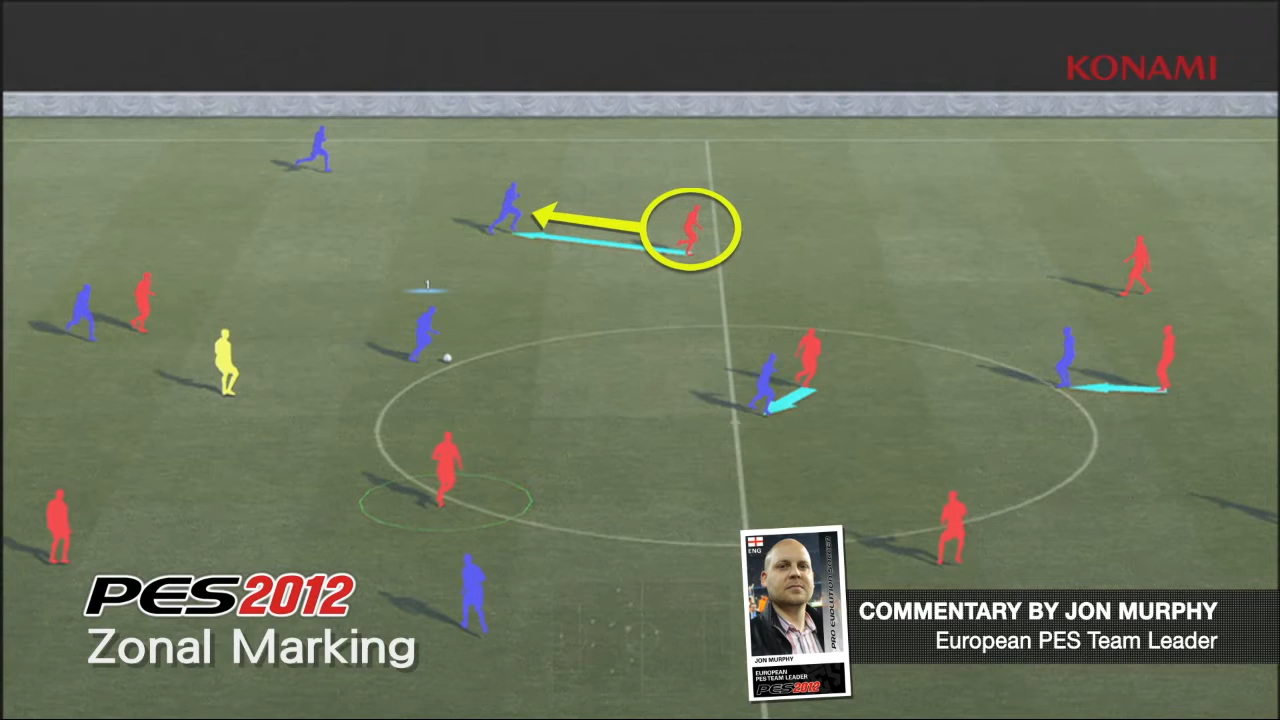 KONAMI
1
ENG
PRO EVOLUTION SOCCER
JON MURPHY
EUROPEAN
PES TEAM LEADER
PES2012
COMMENTARY BY JON MURPHY
European PES Team Leader
PES2012
Zonal Marking